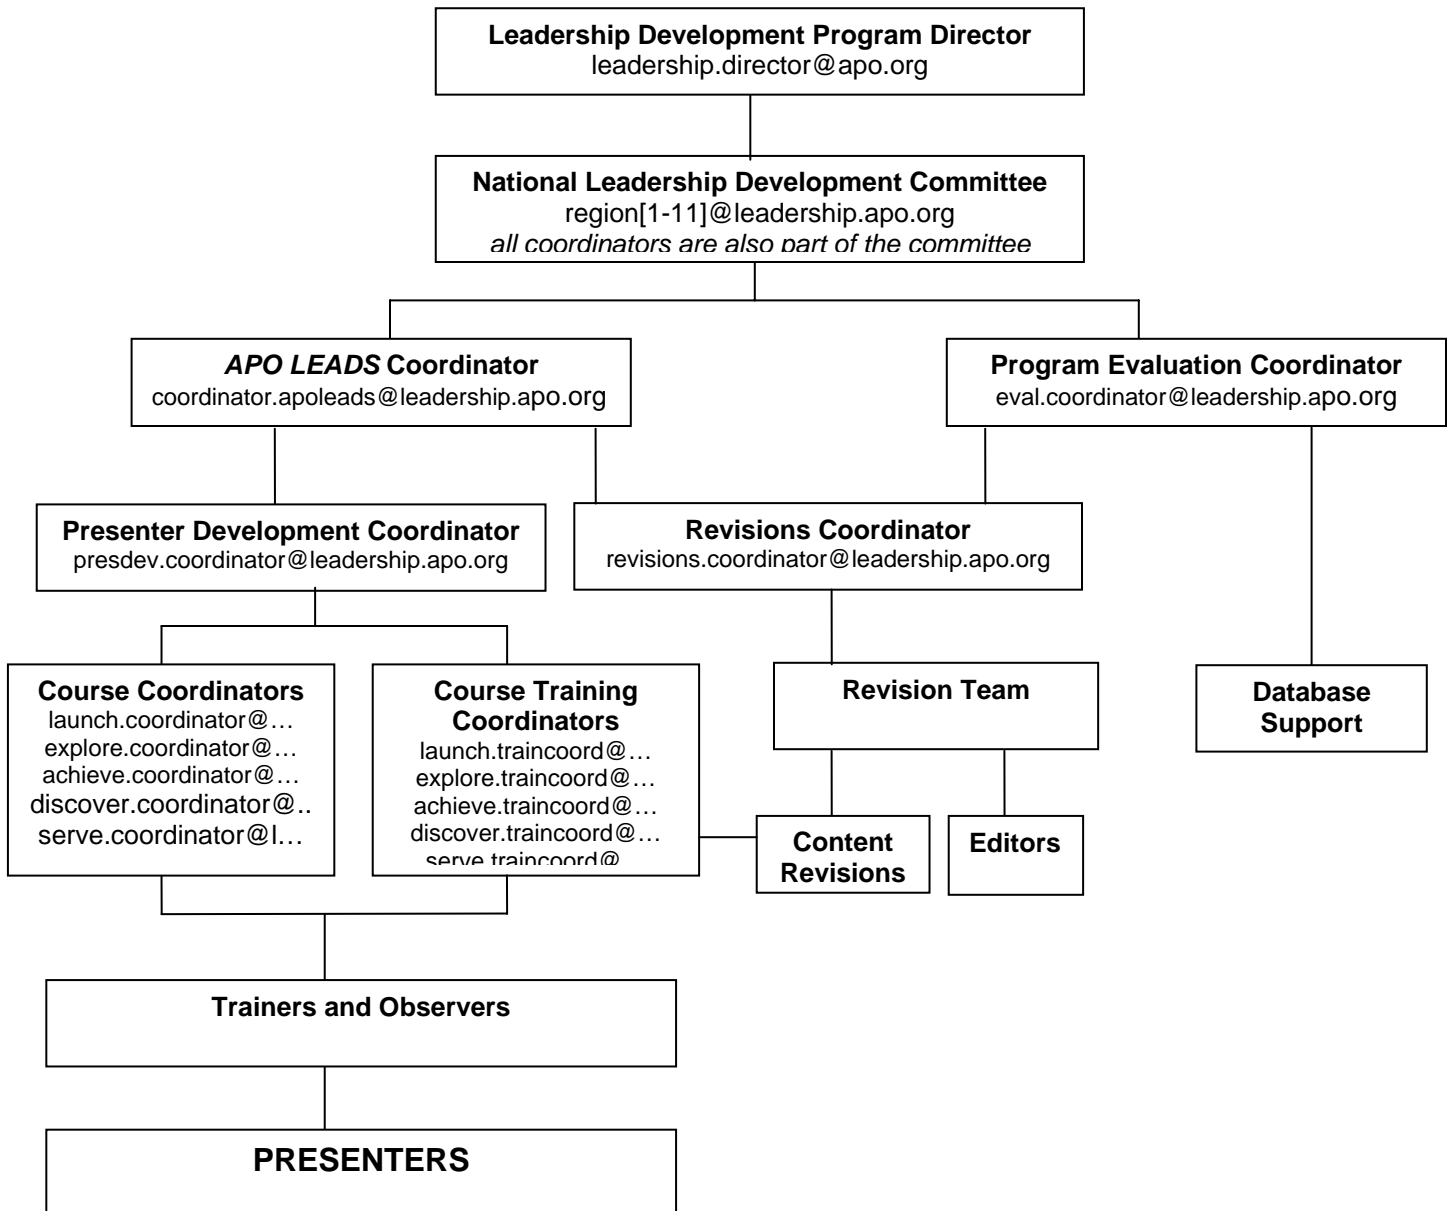 Leadership Development Program Director
leadership.director@apo.org
National Leadership Development Committee
region[1-11]@leadership.apo.org
all coordinators are also part of the committee
APO LEADS Coordinator
coordinator.apoleads@leadership.apo.org
Program Evaluation Coordinator
eval.coordinator@leadership.apo.org
Presenter Development Coordinator
presdev.coordinator@leadership.apo.org
Revisions Coordinator
revisions.coordinator@leadership.apo.org
Course Coordinators
launch.coordinator@…
explore.coordinator@…
achieve.coordinator@…
discover.coordinator@..
serve.coordinator@l…
Course Training
Coordinators
launch.traincoord@…
explore.traincoord@…
achieve.traincoord@…
discover.traincoord@…
serve.traincoord@
Revision Team
Database
Support
Content
Revisions
Editors
Trainers and Observers
PRESENTERS